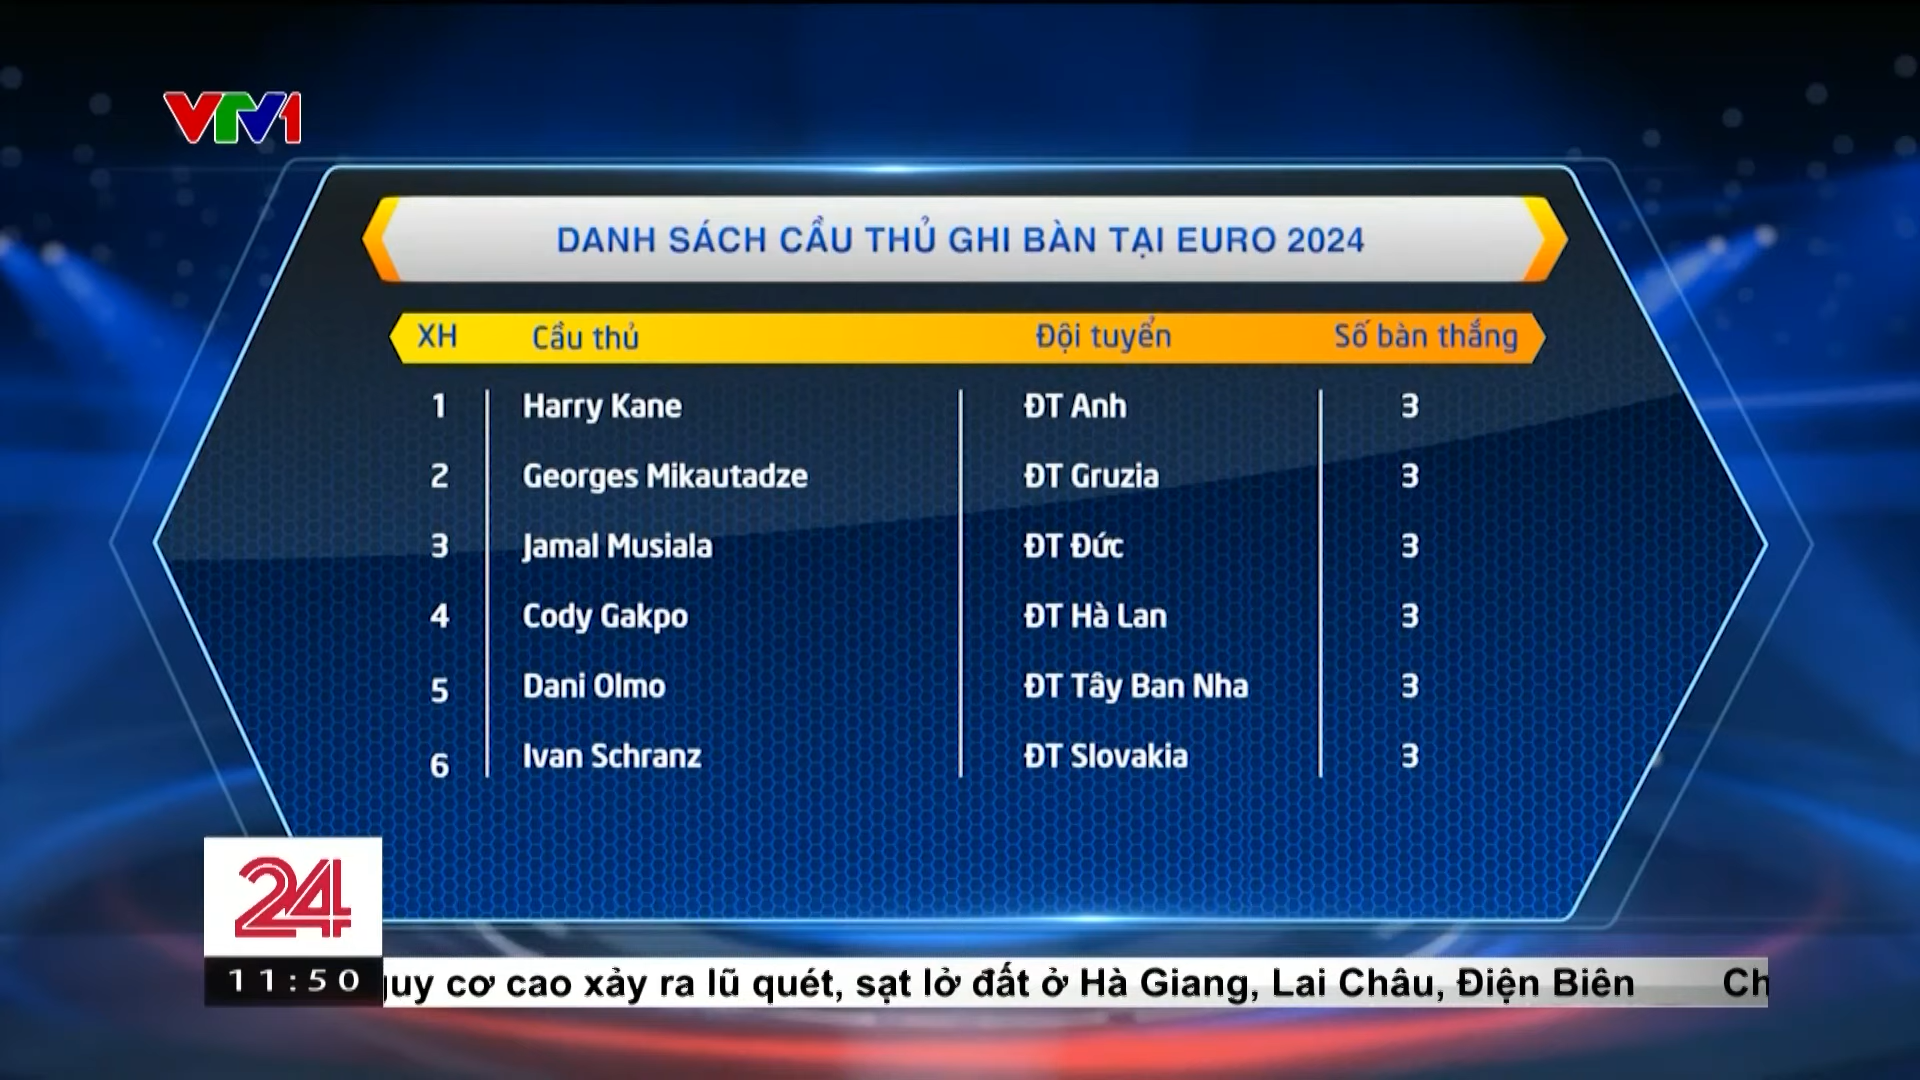 VTV1
DANH SÁCH CẦU THỦ GHI BÀN TẠI EURO 2024
XH Cầu thủ Đội tuyển Số bàn thắng
1 Harry Kane ĐT Anh 3
2 Georges Mikautadze ĐT Gruzia 3
3 Jamal Musiala ĐT Đức 3
4 Cody Gakpo ĐT Hà Lan 3
5 Dani Olmo ĐT Tây Ban Nha 3
6 Ivan Schranz ĐT Slovakia 3
24
11:50 cơ cao xảy ra lũ quét, sạt lở đất ở Hà Giang, Lai Châu, Điện Biên